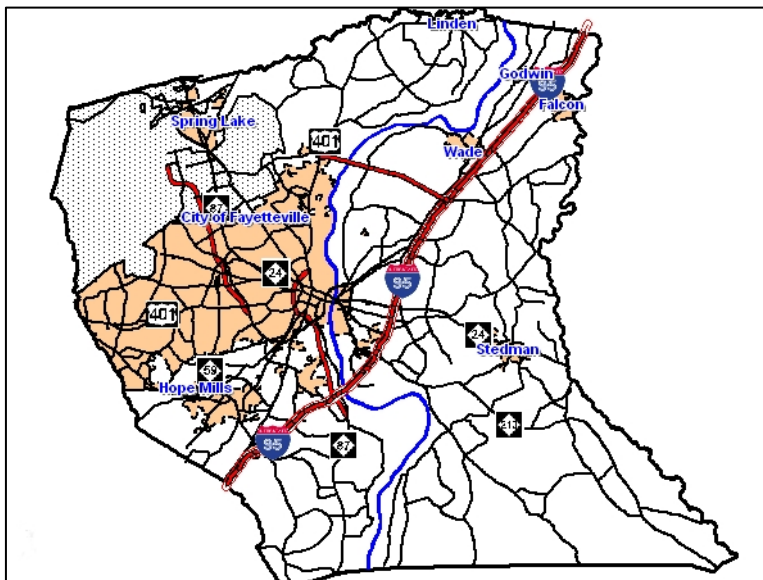 Linden
Godwin
95
Falcon
Spring Lake
401
Wade
87
City of Fayetteville
24
95
401
24
Stedman
59
Hope Mills
95
87
210